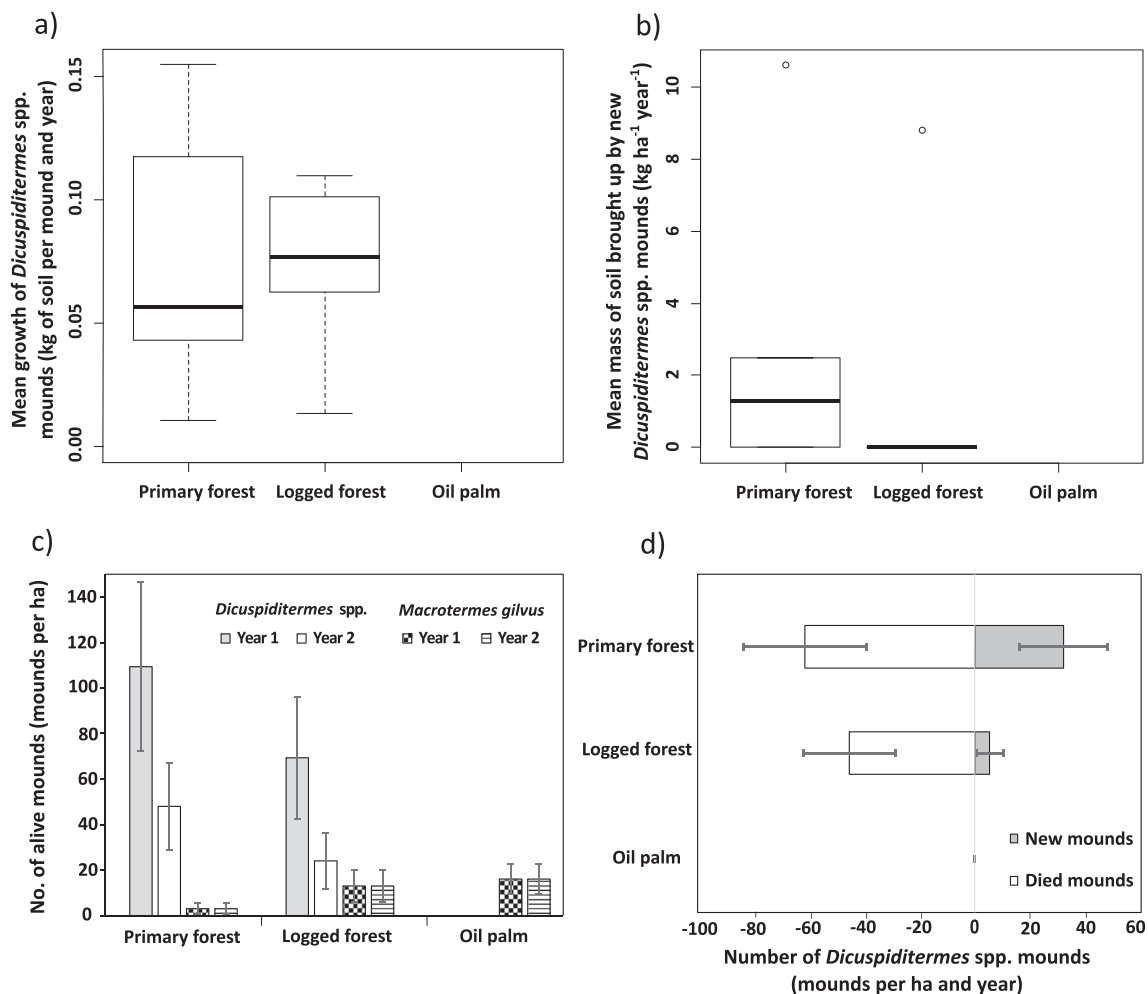 a)
Mean growth of Dicuspiditermes spp.
mounds (kg of soil per mound and year)
0.15
0.10
0.05
0.00
Primary forest
Logged forest
Oil palm
b)
Mean mass of soil brought up by new
Dicuspiditermes spp. mounds (kg ha-1 year-1)
10
8
6
4
2
0
Primary forest
Logged forest
Oil palm
c)
No. of alive mounds (mounds per ha)
140
120
100
80
60
40
20
0
Dicuspiditermes spp.
Macrotermes gilvus
Year 1
Year 2
Year 1
Year 2
Primary forest
Logged forest
Oil palm
d)
Primary forest
Logged forest
Oil palm
New mounds
Died mounds
-100
-80
-60
-40
-20
0
20
40
60
Number of Dicuspiditermes spp. mounds
(mounds per ha and year)